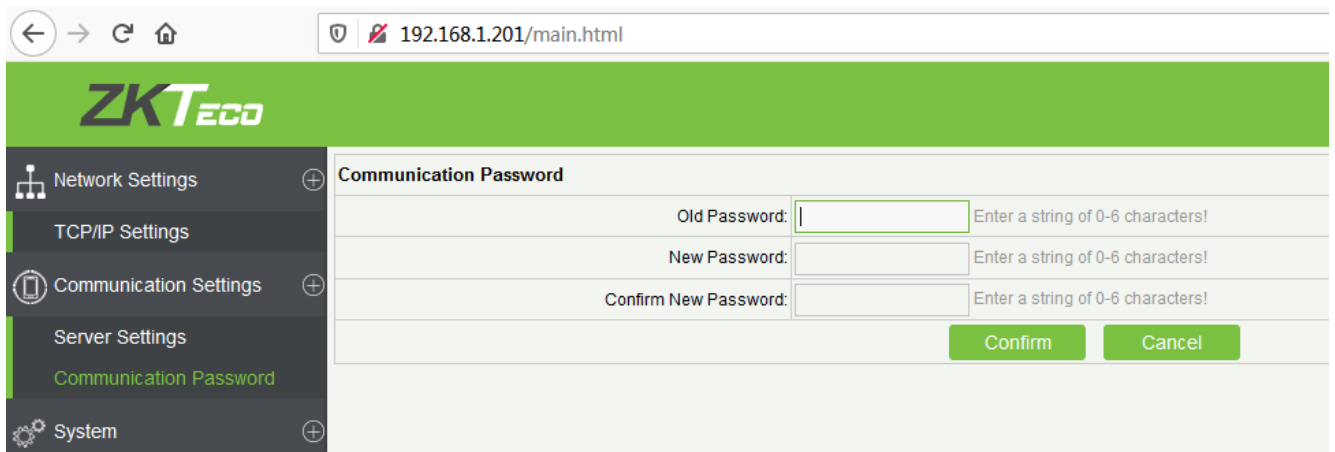 192.168.1.201/main.html
ZKTECO
Network Settings
TCP/IP Settings
Communication Settings
Server Settings
Communication Password
System
Communication Password
Old Password: Enter a string of 0-6 characters!
New Password: Enter a string of 0-6 characters!
Confirm New Password: Enter a string of 0-6 characters!
Confirm Cancel